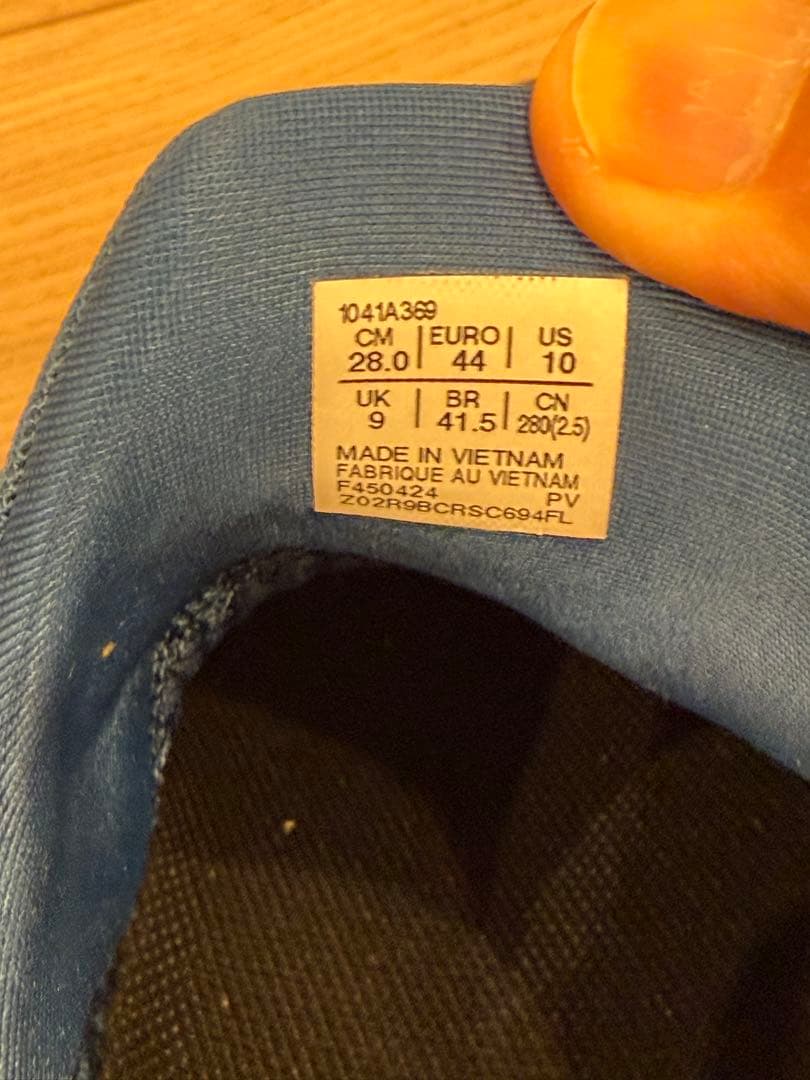 1041A369
CM | EURO | US
28.0 | 44 | 10
UK | BR | CN
9 | 41.5 | 280(2.5)
MADE IN VIETNAM
FABRIQUE AU VIETNAM
F450424 PV
Z02R9BCRSC694FL